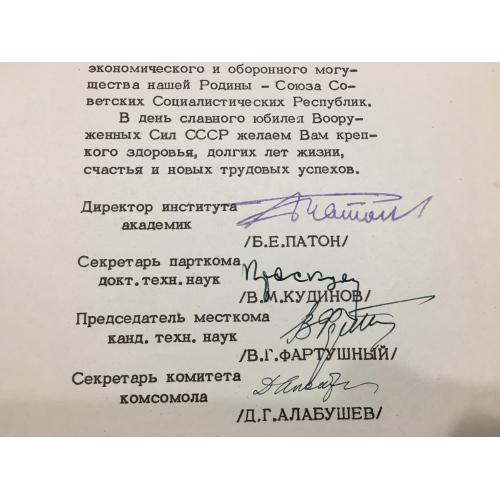 экономического и оборонного могу-
щества нашей Родины - Союза Со-
ветских Социалистических Республик.
В день славного юбилея Воору-
женных Сил СССР желаем Вам креп-
кого здоровья, долгих лет жизни,
счастья и новых трудовых успехов.
Директор института
академик
/Б.Е.ПАТОН/
Секретарь парткома
докт.техн.наук
/В.М.КУДИНОВ/
Председатель месткома
канд. техн. наук
/В.Г.ФАРТУШНЫЙ/
Секретарь комитета
комсомола
/Д.Г.АЛАБУШЕВ/